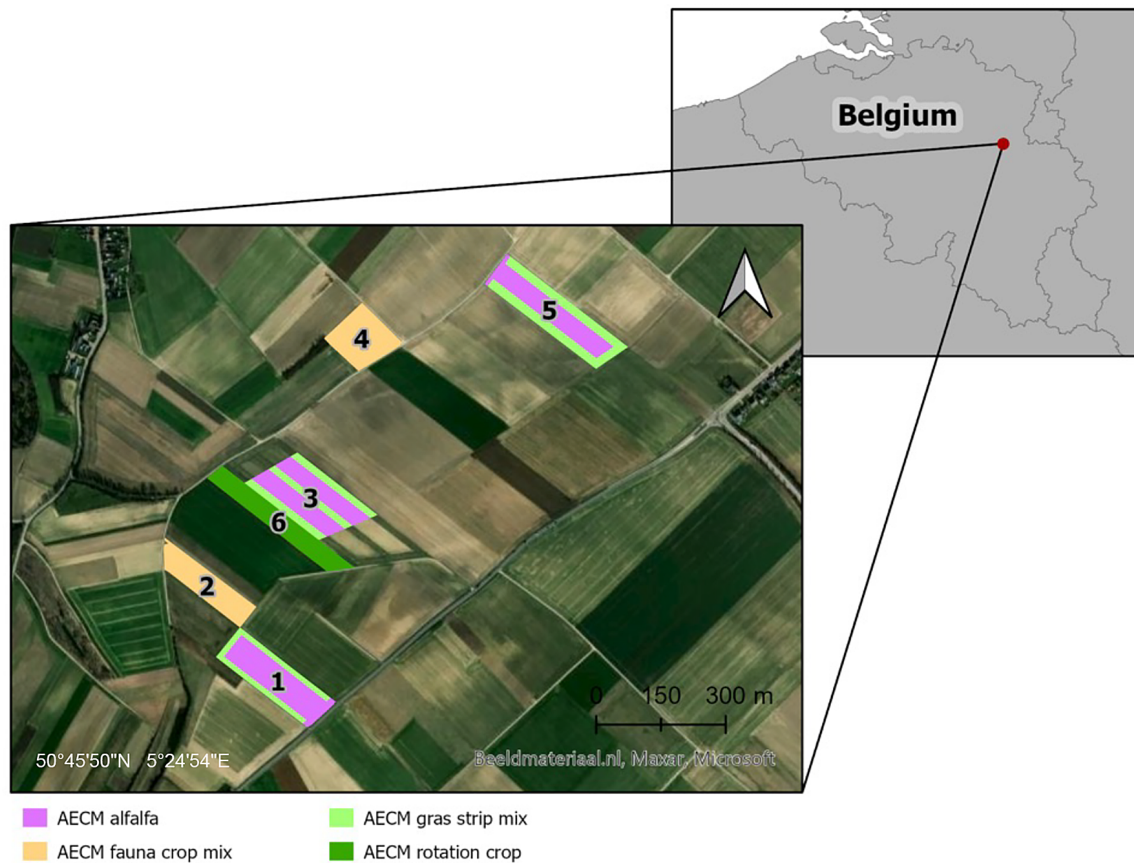 Belgium
5
4
3
6
2
1
0 150 300 m
50°45'50"N 5°24'54"E
Beeldmateriaal.nl, Maxar, Microsoft
AECM alfalfa
AECM gras strip mix
AECM fauna crop mix
AECM rotation crop